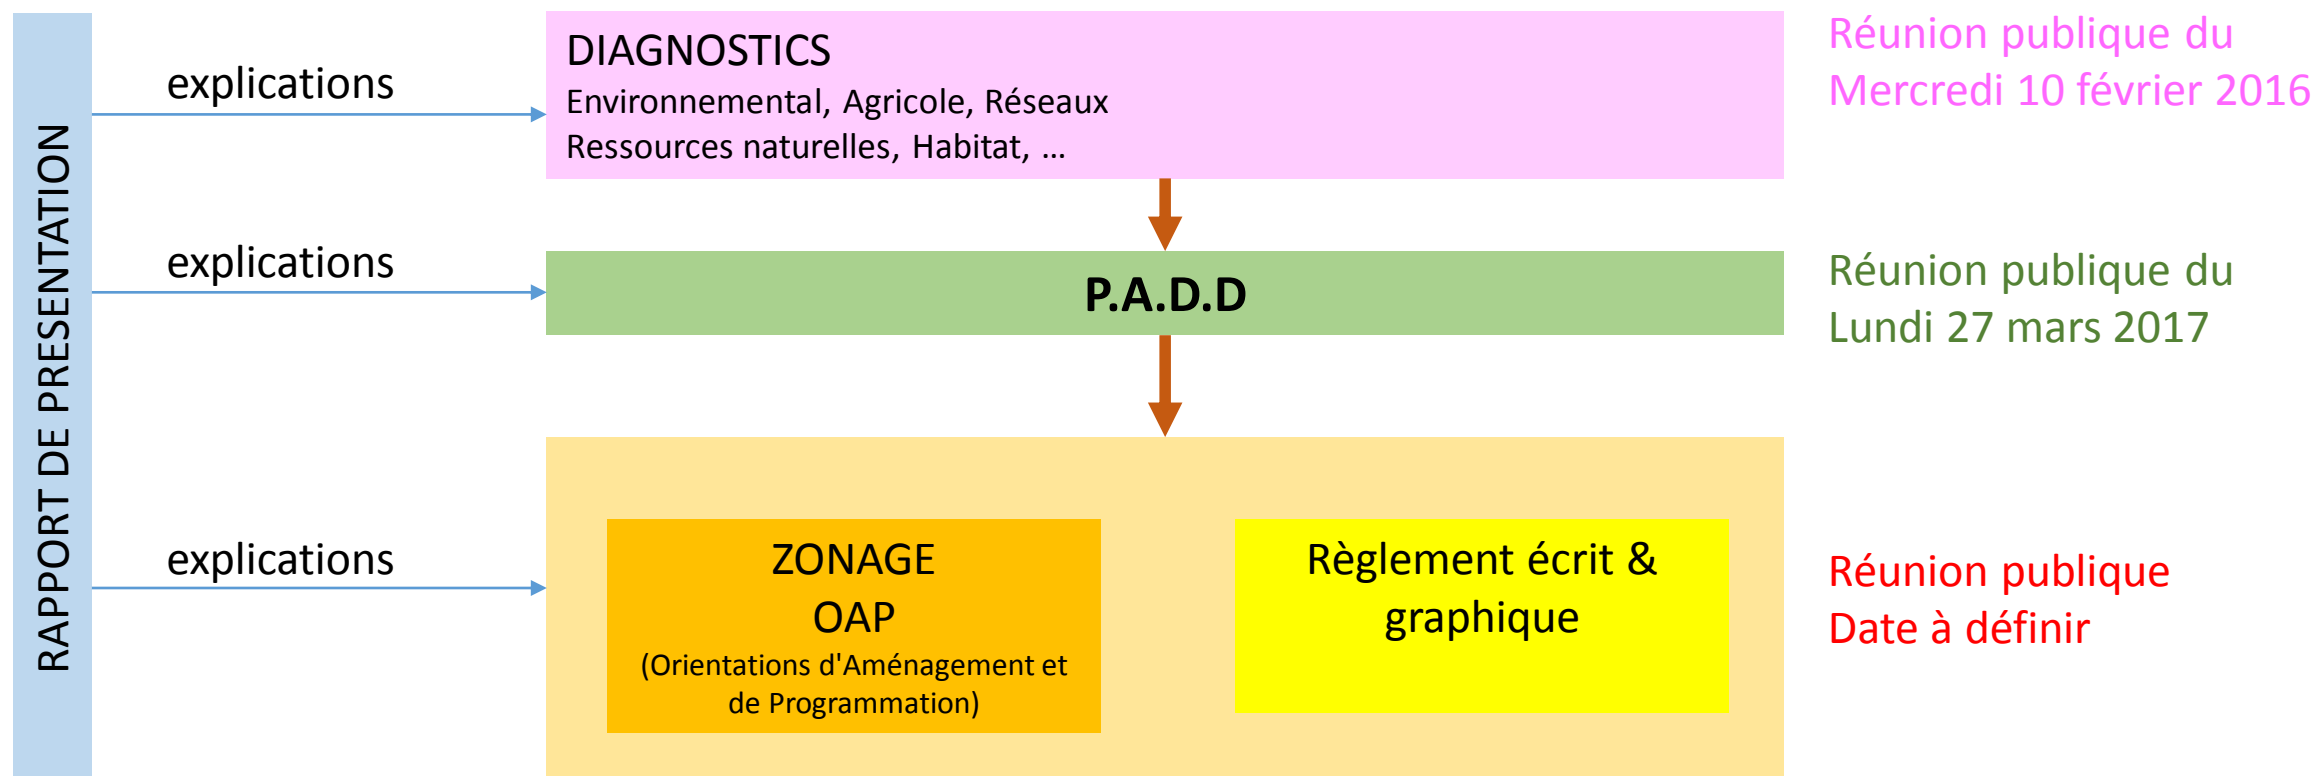 RAPPORT DE PRESENTATION
explications
DIAGNOSTICS
Environnemental, Agricole, Réseaux
Ressources naturelles, Habitat, ...
Réunion publique du
Mercredi 10 février 2016
explications
P.A.D.D
Réunion publique du
Lundi 27 mars 2017
explications
ZONAGE
OAP
(Orientations d'Aménagement et
de Programmation)
Règlement écrit &
graphique
Réunion publique
Date à définir